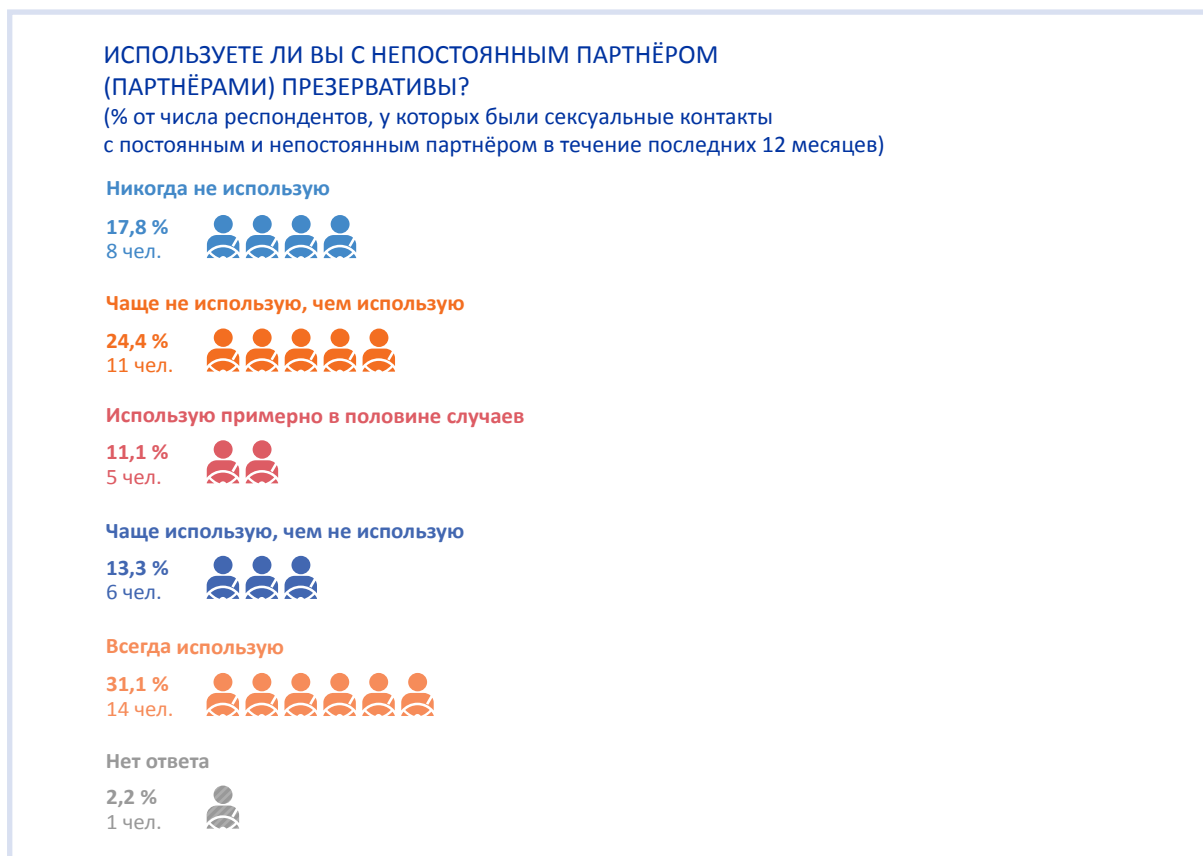 ИСПОЛЬЗУЕТЕ ЛИ ВЫ С НЕПОСТОЯННЫМ ПАРТНЁРОМ
(ПАРТНЁРАМИ) ПРЕЗЕРВАТИВЫ?
(% от числа респондентов, у которых были сексуальные контакты
с постоянным и непостоянным партнёром в течение последних 12 месяцев)
Никогда не использую
17,8 %
8 чел.
Чаще не использую, чем использую
24,4 %
11 чел.
Использую примерно в половине случаев
11,1 %
5 чел.
Чаще использую, чем не использую
13,3 %
6 чел.
Всегда использую
31,1 %
14 чел.
Нет ответа
2,2 %
1 чел.